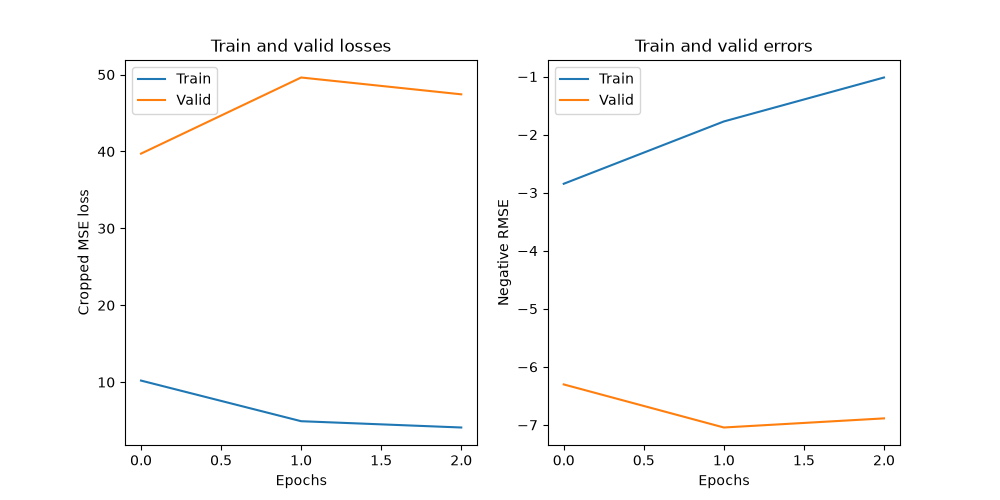 Train and valid losses
Train
Valid
50
40
30
20
10
Cropped MSE loss
0.0 0.5 1.0 1.5 2.0
Epochs
Train and valid errors
Train
Valid
−1
−2
−3
−4
−5
−6
−7
Negative RMSE
0.0 0.5 1.0 1.5 2.0
Epochs